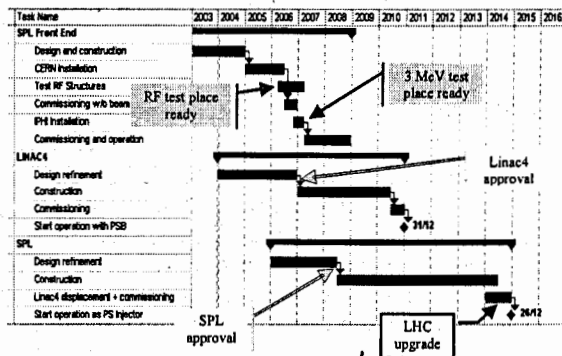 Task Name 2003 2004 2005 2006 2007 2008 2009 2010 2011 2012 2013 2014 2015 2016
SPL Front End
Design and construction
CERN Installation
Test RF Structures
Commissioning w/o beam
IPHI Installation
Commissioning and operation
RF test place
ready
3 MeV test
place ready
LINAC4
Design refinement
Construction
Commissioning
Start operation with PSB
31/12
Linac4
approval
SPL
Design refinement
Construction
Linac4 displacement + commissioning
Start operation as PS Injector
26/12
SPL
approval
LHC
upgrade